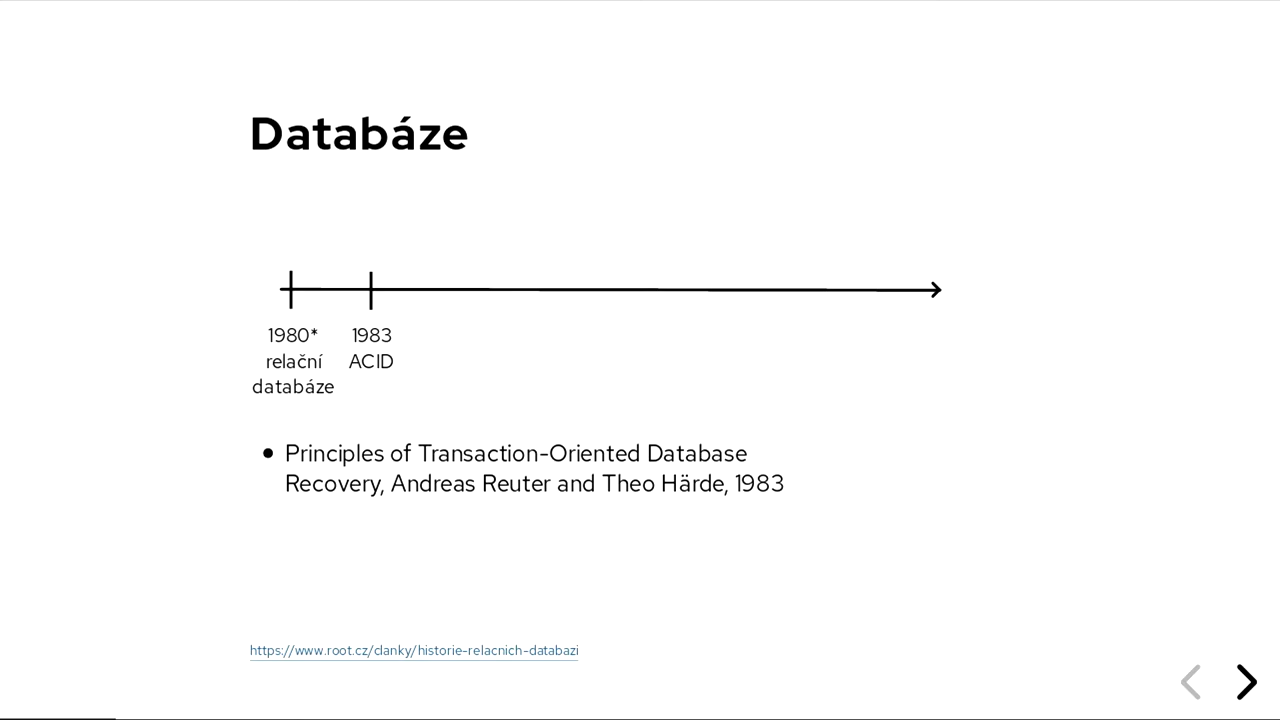 Databáze
1980*
relační
databáze
1983
ACID
Principles of Transaction-Oriented Database
Recovery, Andreas Reuter and Theo Härde, 1983
https://www.root.cz/clanky/historie-relacnich-databazi